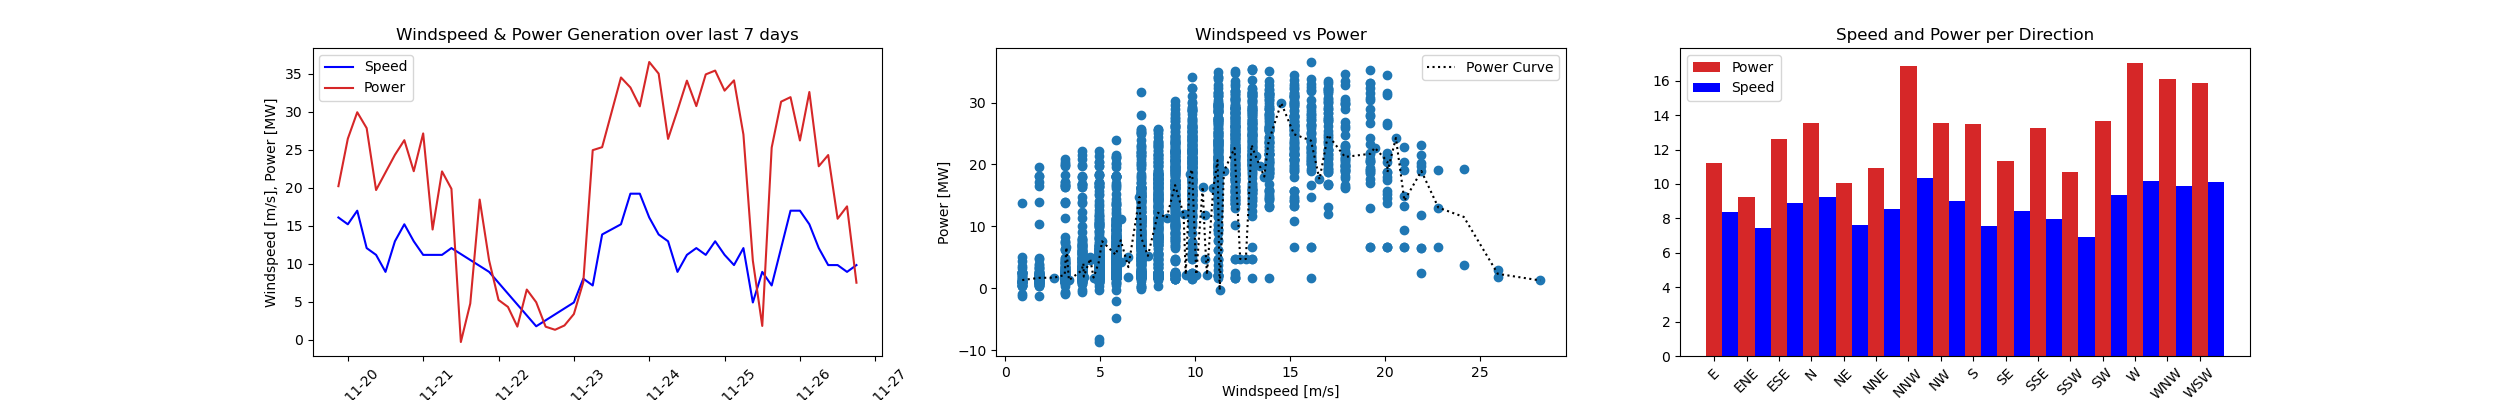 Windspeed & Power Generation over last 7 days
Windspeed [m/s], Power [MW]
35
30
25
20
15
10
5
0
Speed
Power
11-20
11-21
11-22
11-23
11-24
11-25
11-26
11-27
Windspeed vs Power
Power [MW]
30
20
10
0
−10
Power Curve
0
5
10
15
20
25
Windspeed [m/s]
Speed and Power per Direction
16
14
12
10
8
6
4
2
0
Power
Speed
E
ENE
ESE
N
NE
NNE
NNW
NW
S
SE
SSE
SSW
SW
W
WNW
WSW